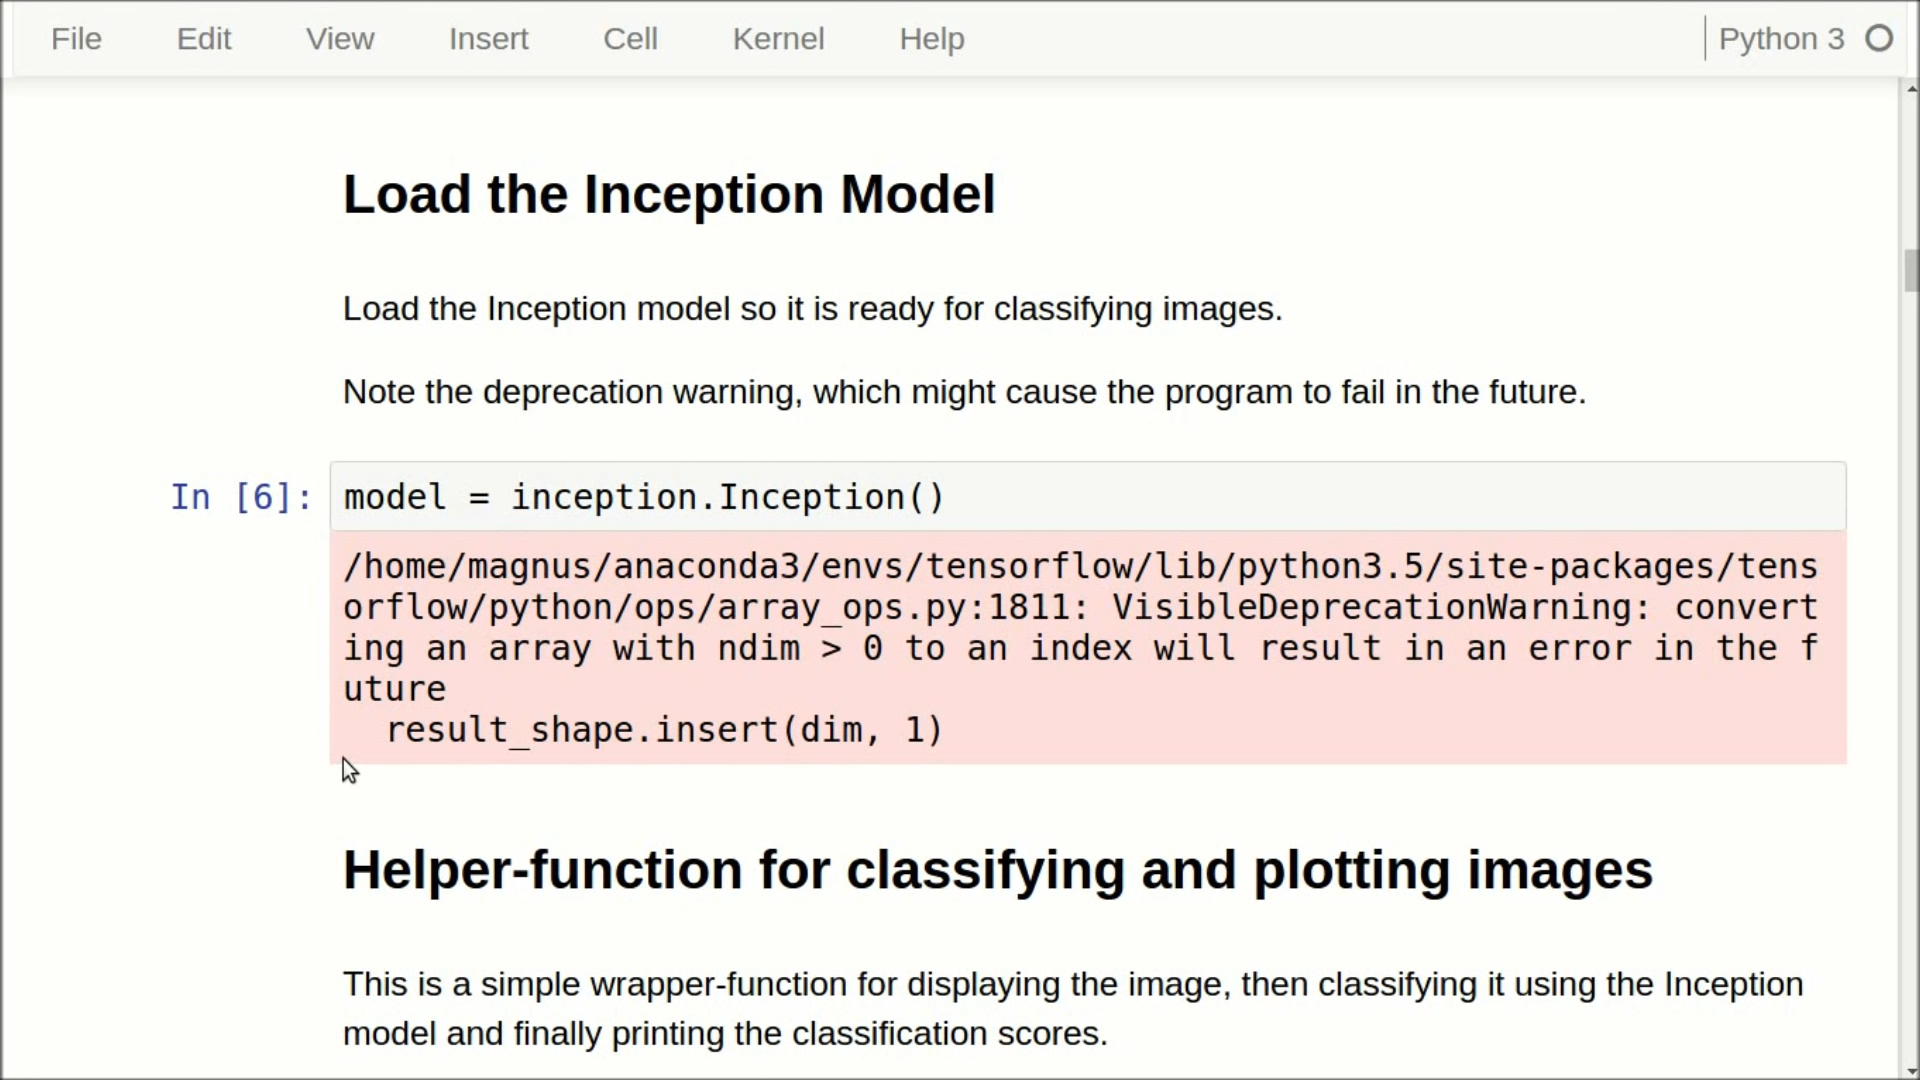 File Edit View Insert Cell Kernel Help Python 3
Load the Inception Model
Load the Inception model so it is ready for classifying images.
Note the deprecation warning, which might cause the program to fail in the future.
In [6]: model = inception.Inception()
/home/magnus/anaconda3/envs/tensorflow/lib/python3.5/site-packages/tens
orflow/python/ops/array_ops.py:1811: VisibleDeprecationWarning: convert
ing an array with ndim > 0 to an index will result in an error in the f
uture
  result_shape.insert(dim, 1)
Helper-function for classifying and plotting images
This is a simple wrapper-function for displaying the image, then classifying it using the Inception
model and finally printing the classification scores.